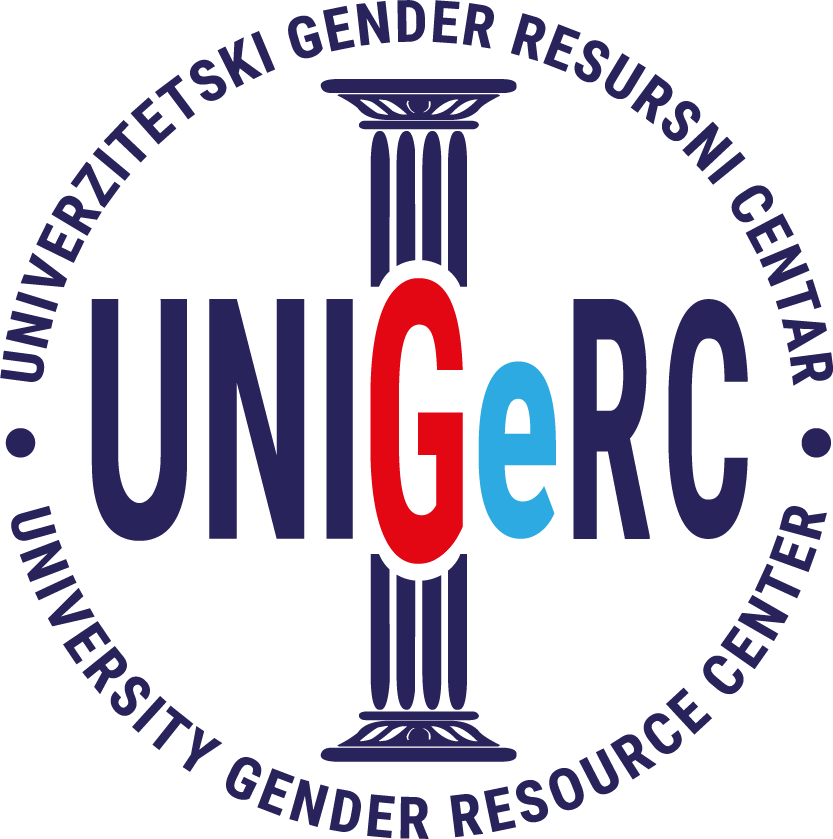 UNIVERZITETSKI GENDER RESURSNI CENTAR
UNIGeRC
UNIVERSITY GENDER RESOURCE CENTER